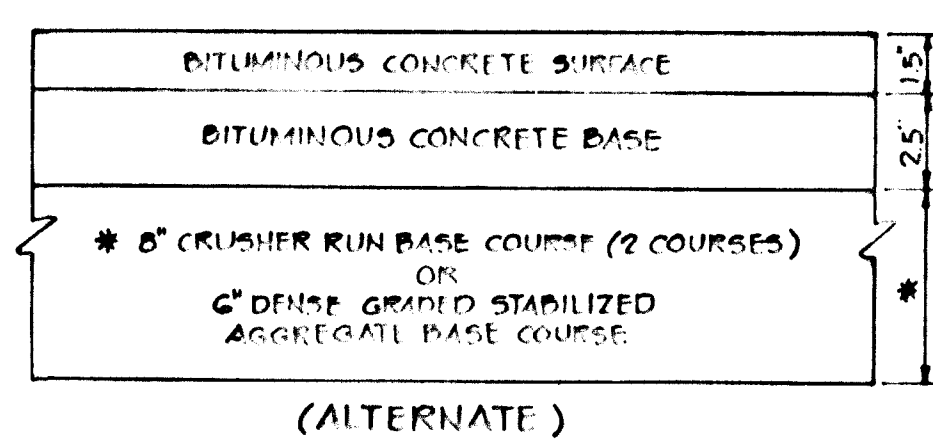 BITUMINOUS CONCRETE SURFACE
1.5"
BITUMINOUS CONCRETE BASE
2.5"
* 8" CRUSHER RUN BASE COURSE (2 COURSES)
OR
6" DENSE GRADED STABILIZED
AGGREGATE BASE COURSE
*
(ALTERNATE)